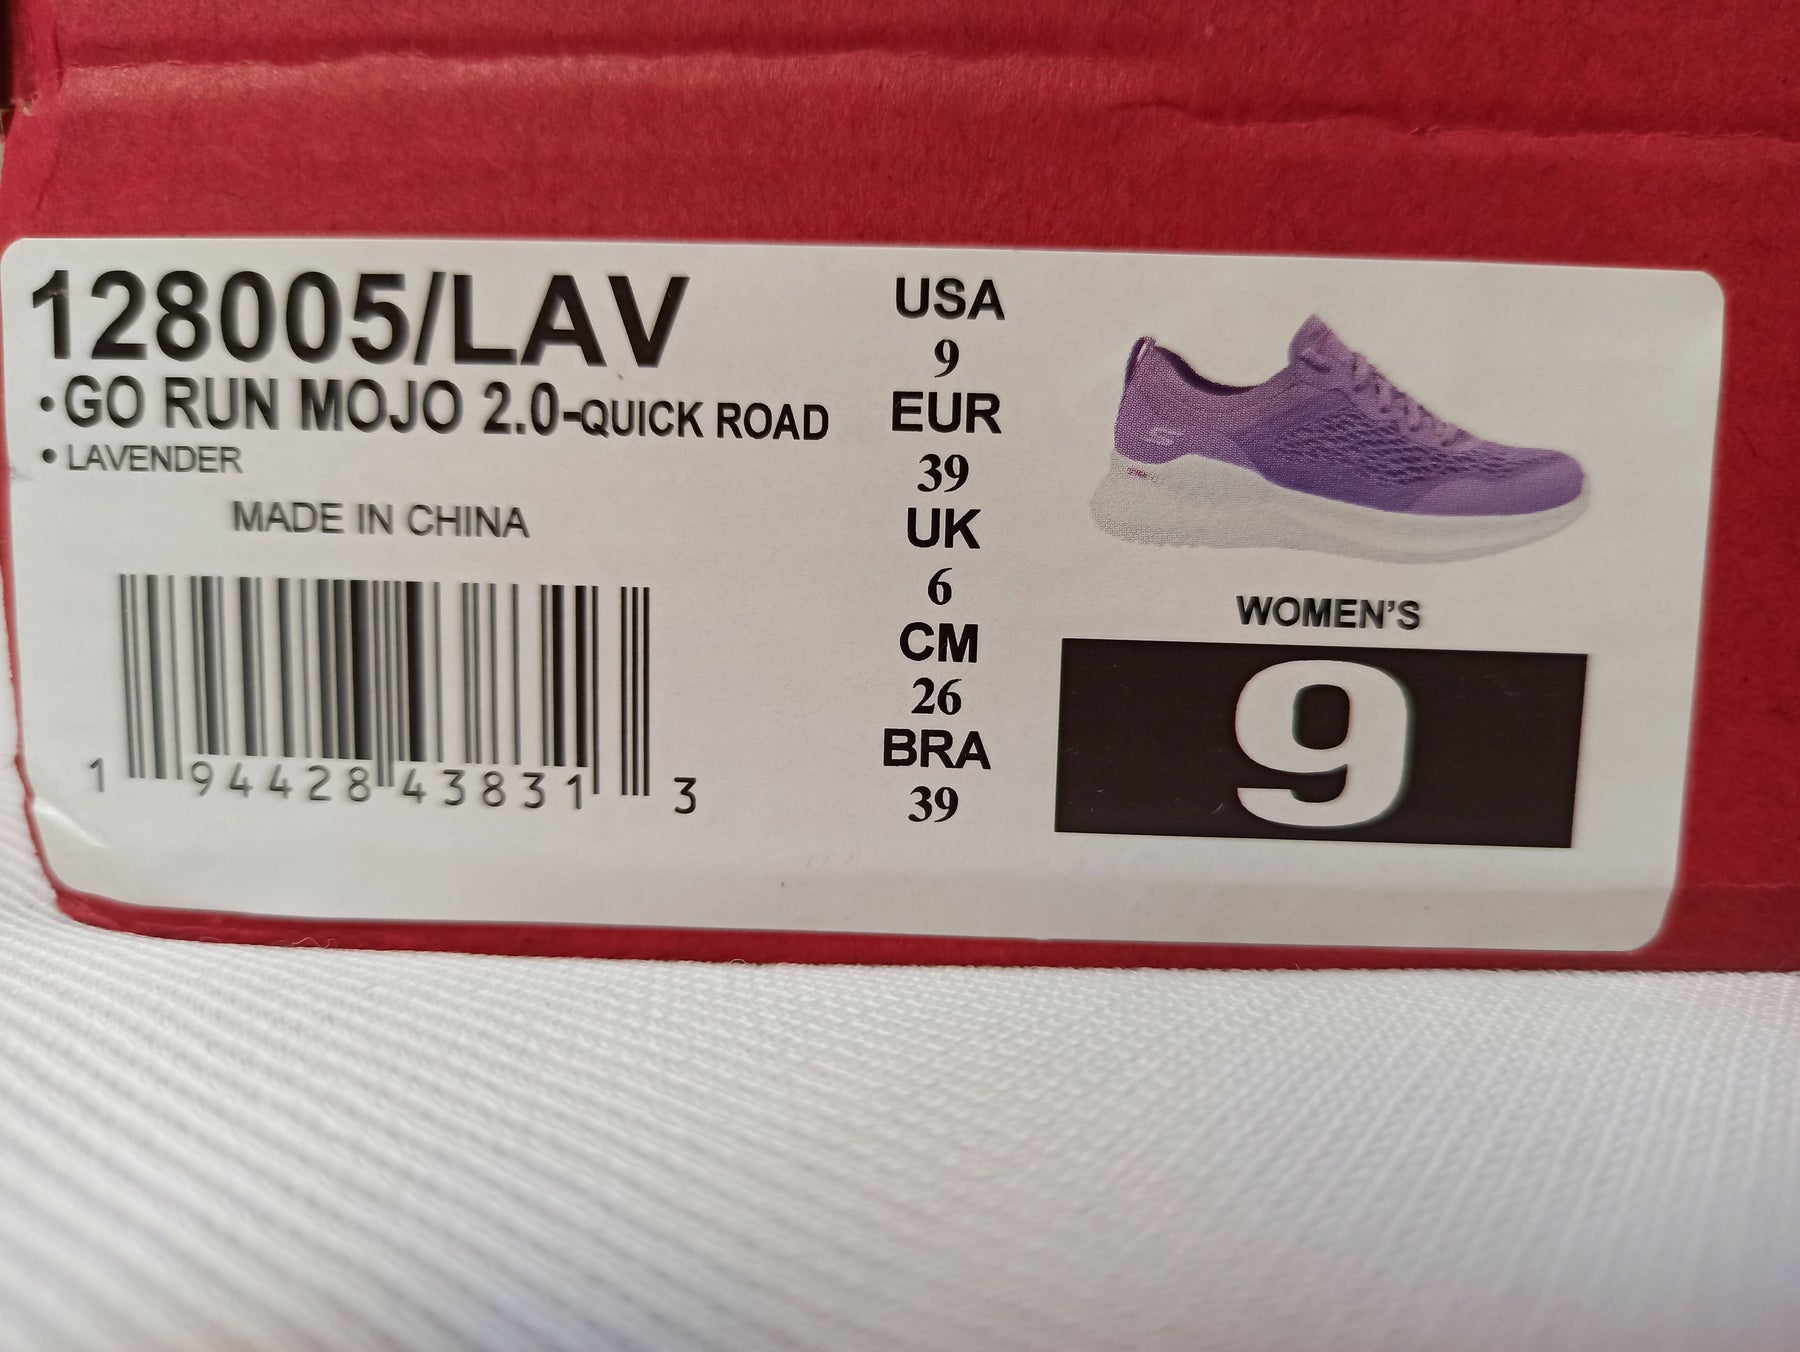 128005/LAV
•GO RUN MOJO 2.0-QUICK ROAD
• LAVENDER
MADE IN CHINA
1 94428 43831 3
USA
9
EUR
39
UK
6
CM
26
BRA
39
WOMEN'S
9